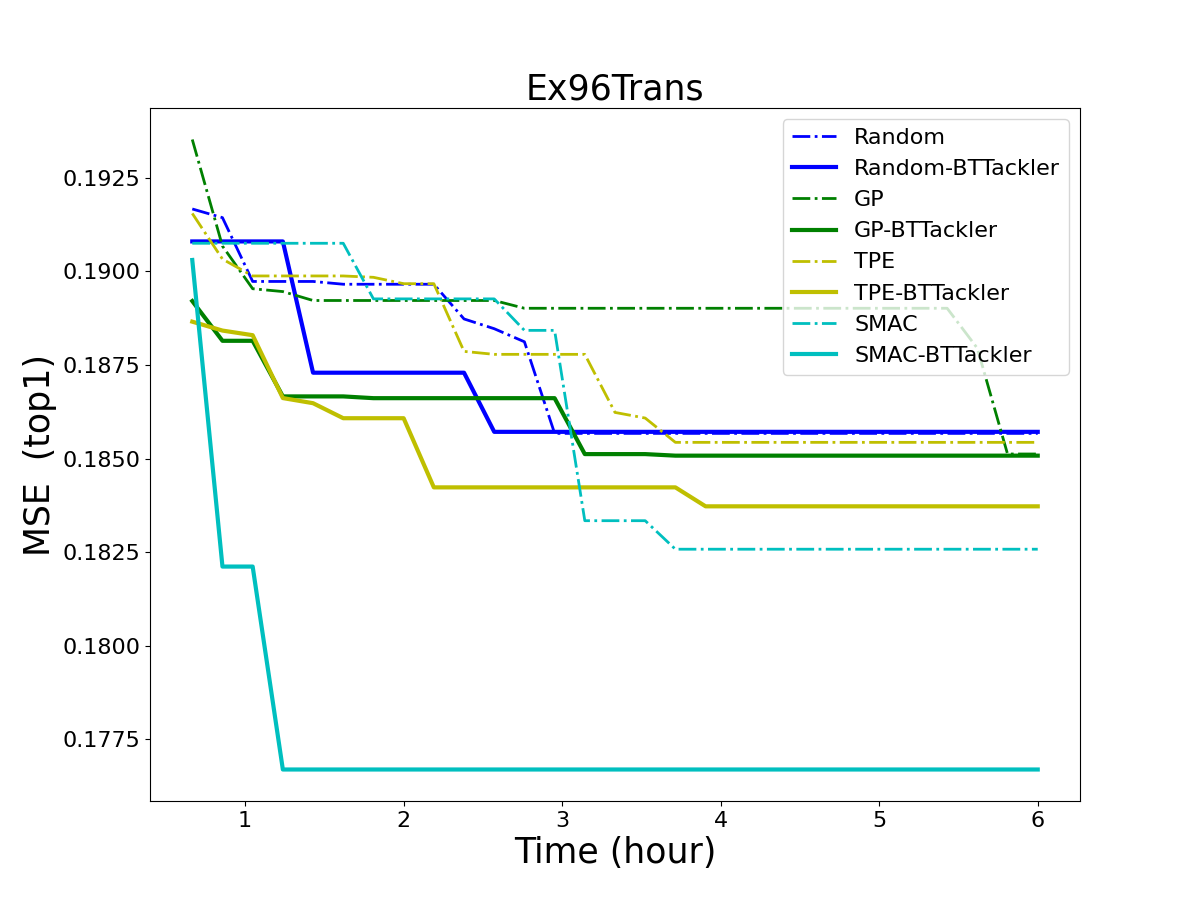 Ex96Trans
MSE (top1)
0.1925
0.1900
0.1875
0.1850
0.1825
0.1800
0.1775
Random
Random-BTTackler
GP
GP-BTTackler
TPE
TPE-BTTackler
SMAC
SMAC-BTTackler
1 2 3 4 5 6
Time (hour)